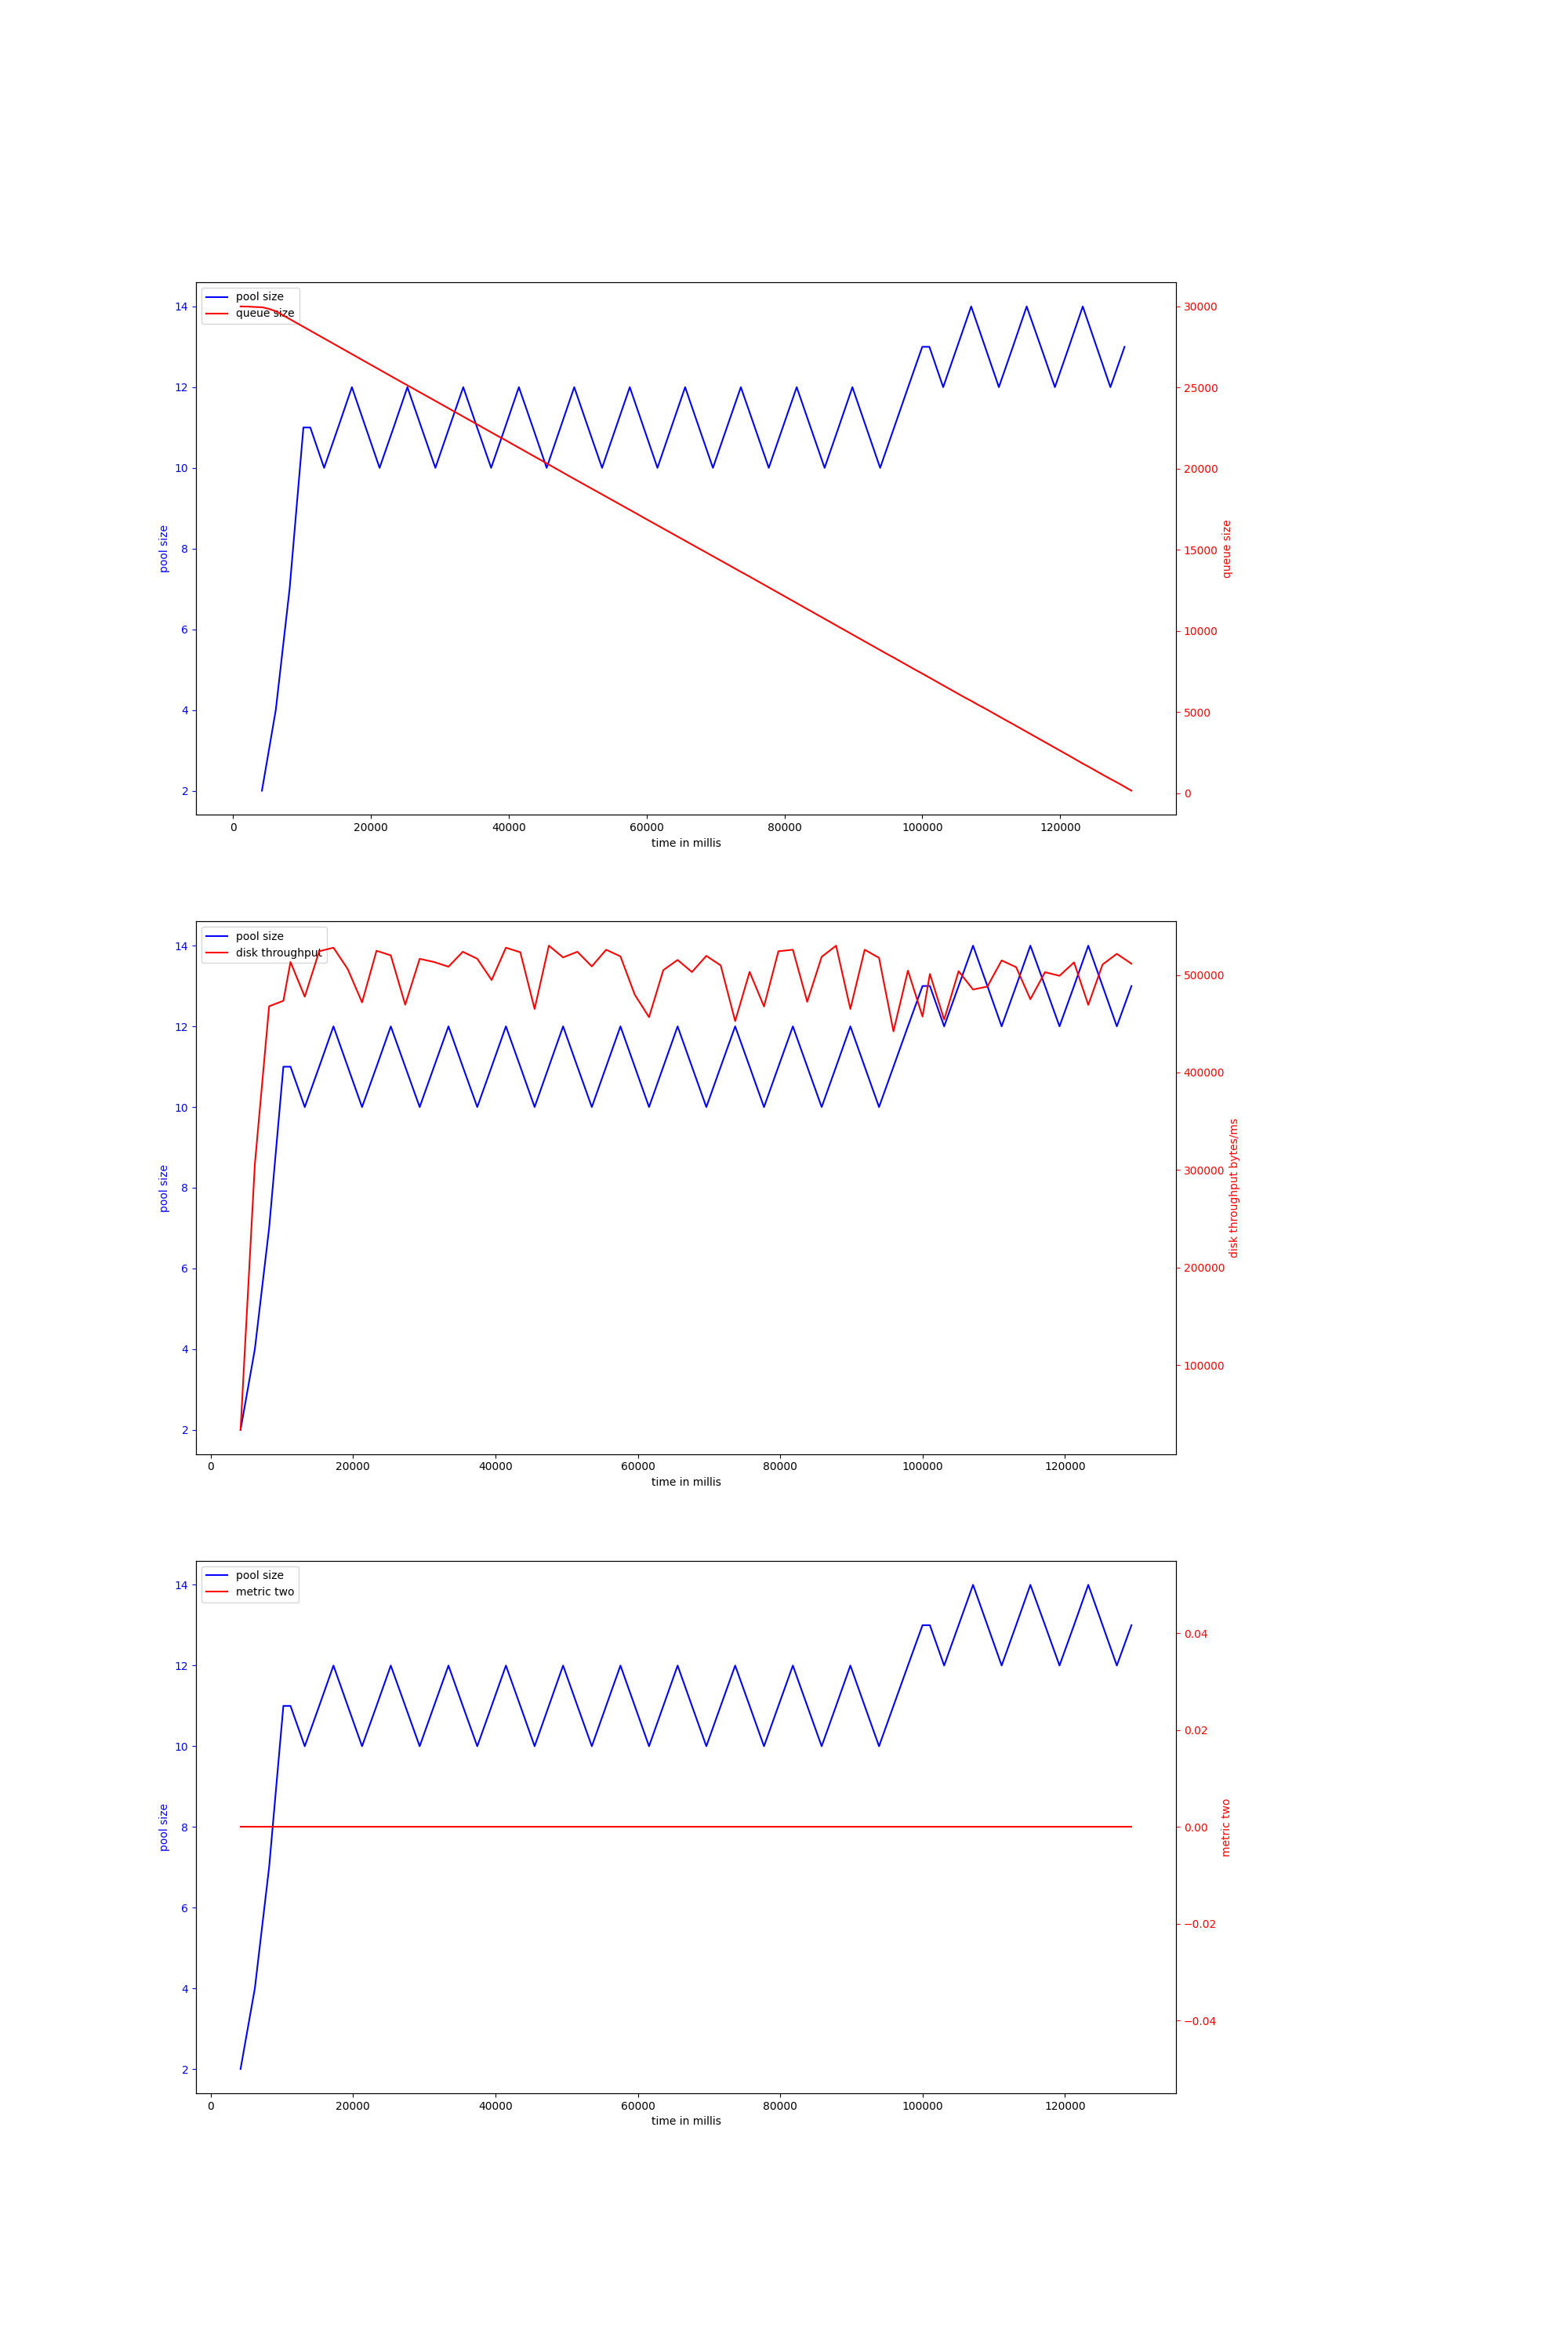 pool size
queue size
14
12
10
8
6
4
2
pool size
30000
25000
20000
15000
10000
5000
0
queue size
0 20000 40000 60000 80000 100000 120000
time in millis
pool size
disk throughput
14
12
10
8
6
4
2
pool size
500000
400000
300000
200000
100000
disk throughput bytes/ms
0 20000 40000 60000 80000 100000 120000
time in millis
pool size
metric two
14
12
10
8
6
4
2
pool size
0.04
0.02
0.00
−0.02
−0.04
metric two
0 20000 40000 60000 80000 100000 120000
time in millis